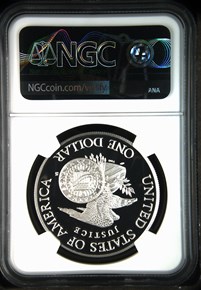 NGC
NGCcoin.com/
ANA
UNITED STATES OF AMERICA
ONE DOLLAR
JUSTICE